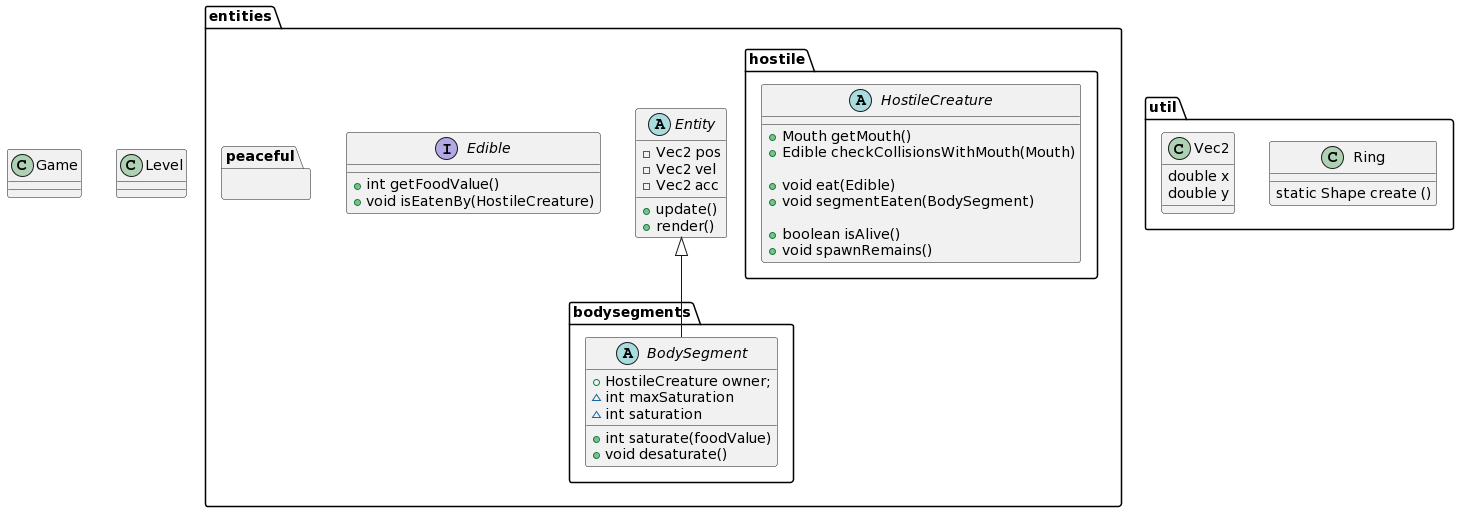 entities
C Game
C Level
peaceful
I Edible
int getFoodValue()
void isEatenBy(HostileCreature)
A Entity
Vec2 pos
Vec2 vel
Vec2 acc
update()
render()
hostile
A HostileCreature
Mouth getMouth()
Edible checkCollisionsWithMouth(Mouth)
void eat(Edible)
void segmentEaten(BodySegment)
boolean isAlive()
void spawnRemains()
bodysegments
A BodySegment
HostileCreature owner;
int maxSaturation
int saturation
int saturate(foodValue)
void desaturate()
util
C Vec2
double x
double y
C Ring
static Shape create ()